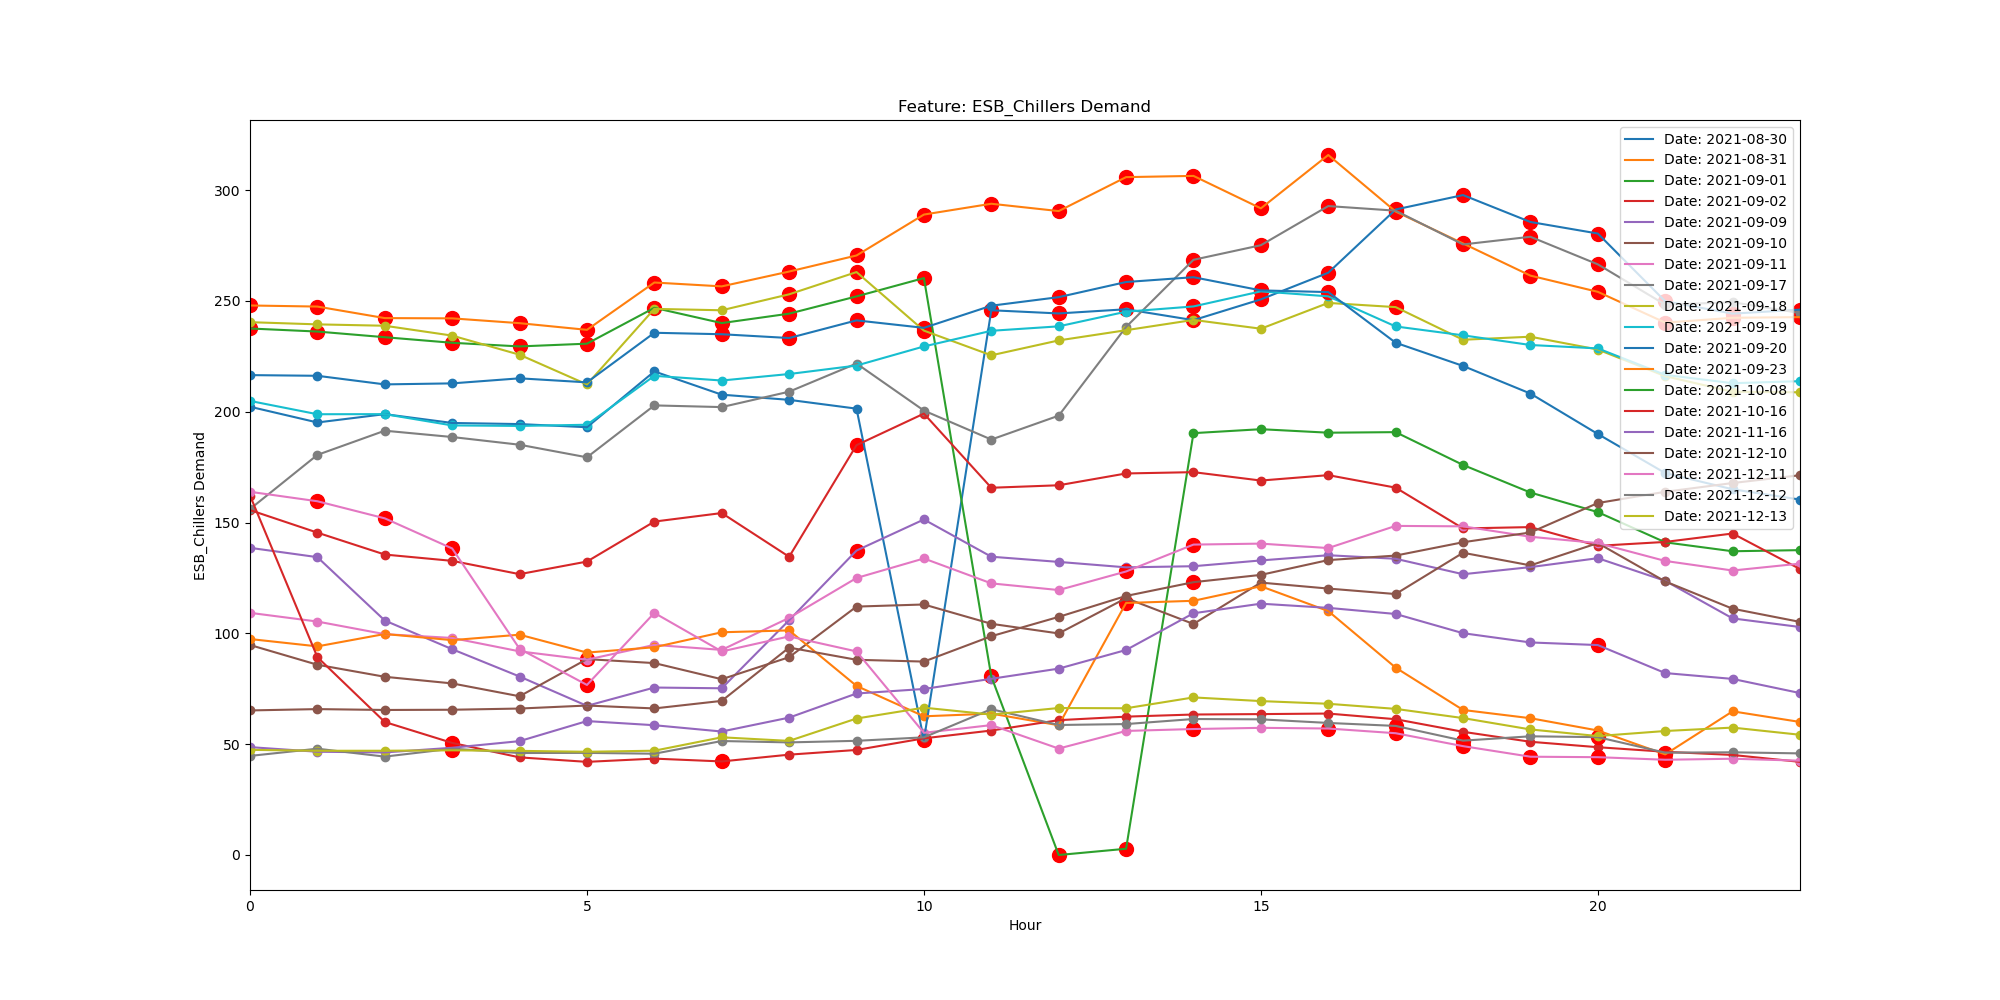 Feature: ESB_Chillers Demand
ESB_Chillers Demand
300
250
200
150
100
50
0
Date: 2021-08-30
Date: 2021-08-31
Date: 2021-09-01
Date: 2021-09-02
Date: 2021-09-09
Date: 2021-09-10
Date: 2021-09-11
Date: 2021-09-17
Date: 2021-09-18
Date: 2021-09-19
Date: 2021-09-20
Date: 2021-09-23
Date: 2021-10-08
Date: 2021-10-16
Date: 2021-11-16
Date: 2021-12-10
Date: 2021-12-11
Date: 2021-12-12
Date: 2021-12-13
0 5 10 15 20
Hour